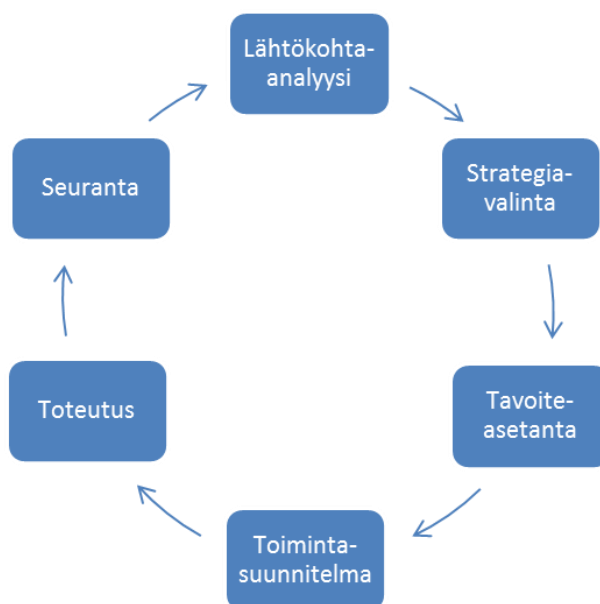 Lähtökohta-
analyysi
Strategia-
valinta
Tavoite-
asetanta
Toiminta-
suunnitelma
Toteutus
Seuranta